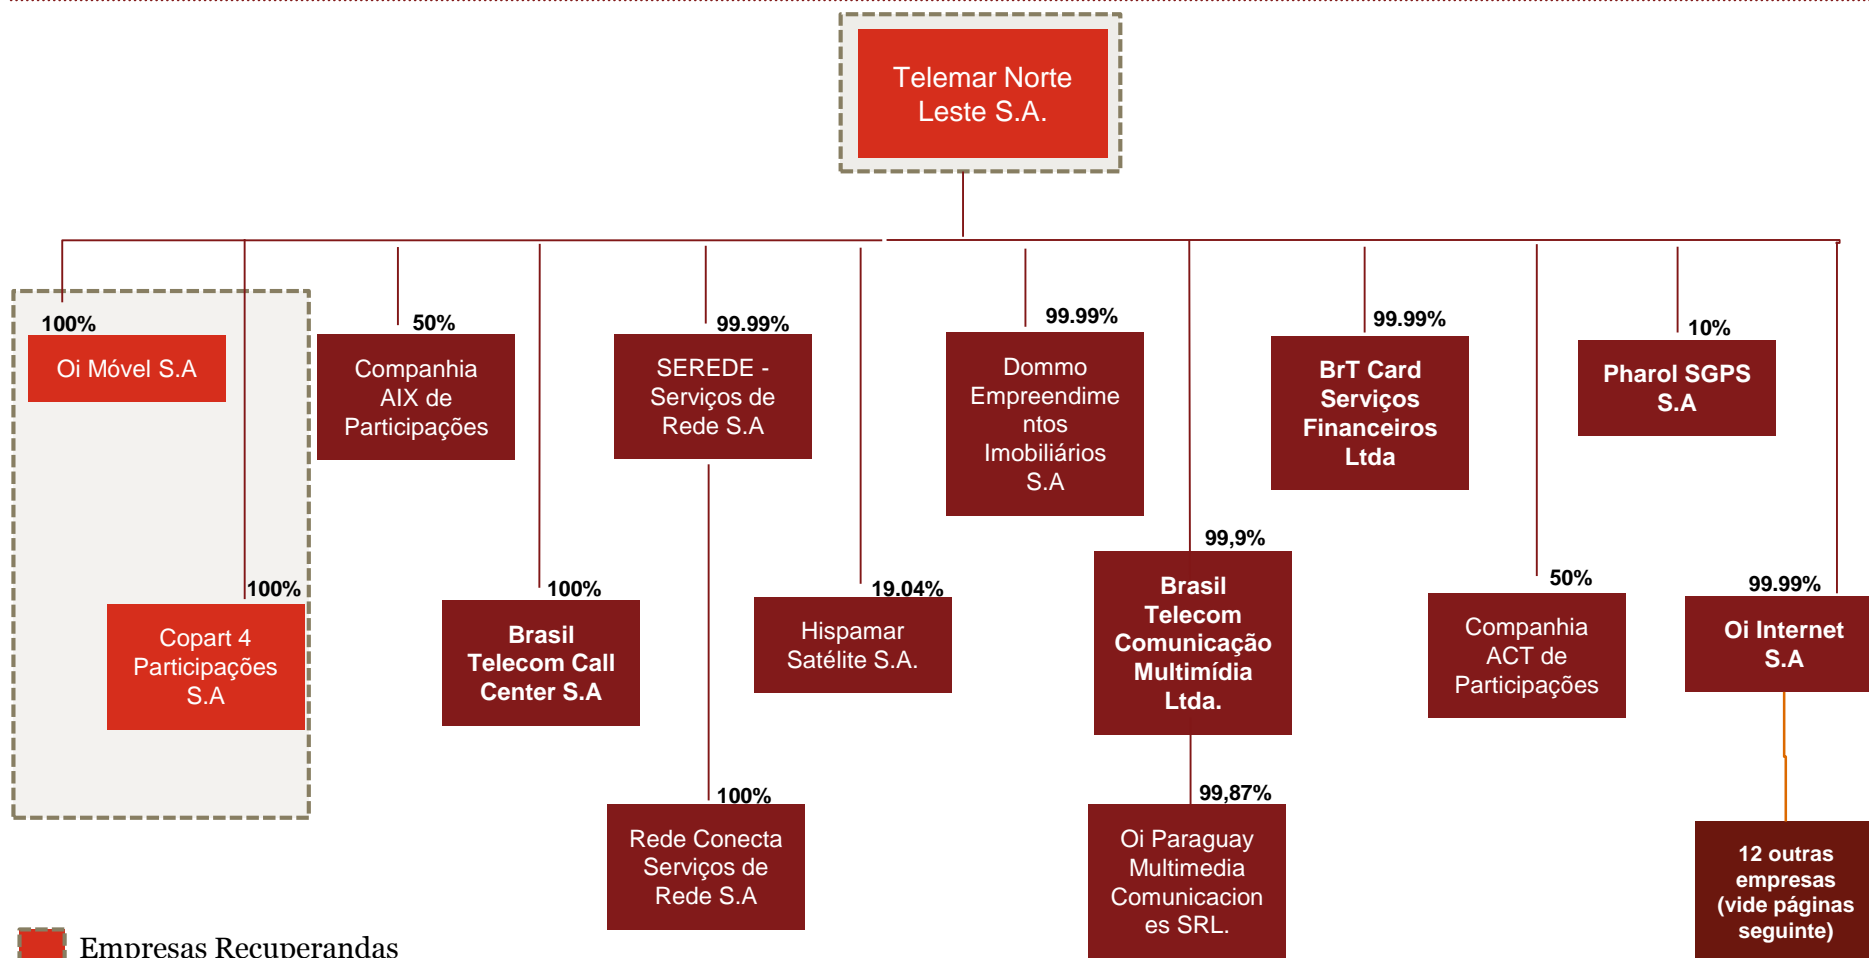 Telemar Norte
Leste S.A.
100%
Oi Móvel S.A
50%
Companhia
AIX de
Participações
99.99%
SEREDE -
Serviços de
Rede S.A
99.99%
Dommo
Empreendime
ntos
Imobiliários
S.A
99.99%
BrT Card
Serviços
Financeiros
Ltda
10%
Pharol SGPS
S.A
100%
Copart 4
Participações
S.A
100%
Brasil
Telecom Call
Center S.A
19.04%
Hispamar
Satélite S.A.
99,9%
Brasil
Telecom
Comunicação
Multimídia
Ltda.
50%
Companhia
ACT de
Participações
99.99%
Oi Internet
S.A
100%
Rede Conecta
Serviços de
Rede S.A
99,87%
Oi Paraguay
Multimedia
Comunicacion
es SRL.
12 outras
empresas
(vide páginas
seguinte)
Empresas Recuperandas